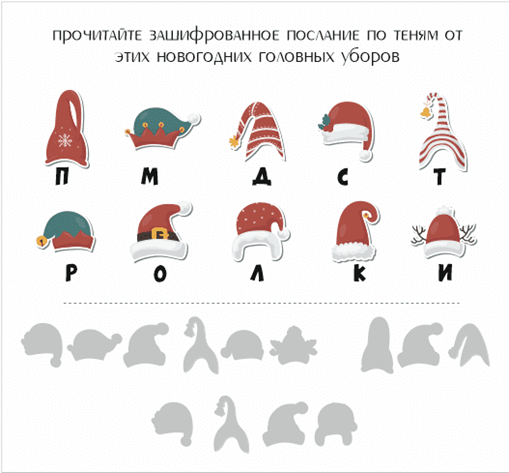 прочитайте зашифрованное послание по теням от
этих новогодних головных уборов
П М Д С Т
Р О Л К И